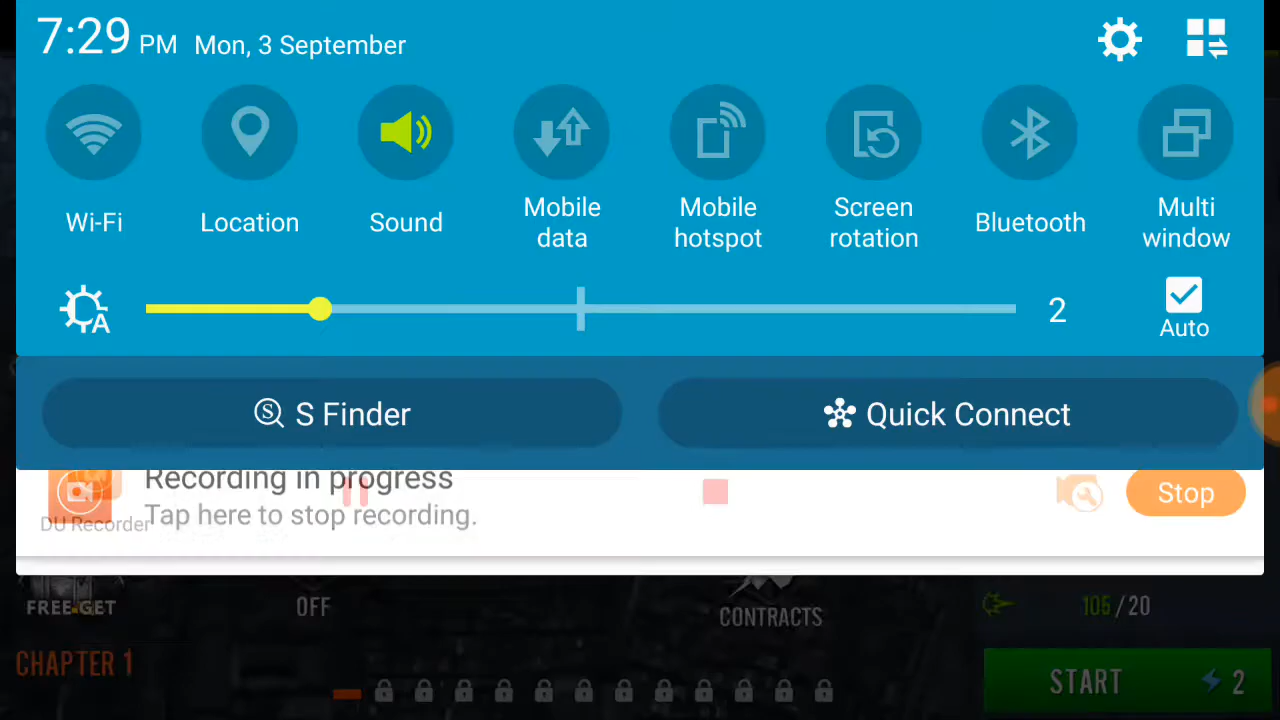 7:29 PM Mon, 3 September
Wi-Fi
Location
Sound
Mobile data
Mobile hotspot
Screen rotation
Bluetooth
Multi window
A
2
Auto
S Finder
Quick Connect
Recording in progress
DU Recorder
Tap here to stop recording.
Stop
FREE GET
OFF
CONTRACTS
105/20
CHAPTER 1
START 2